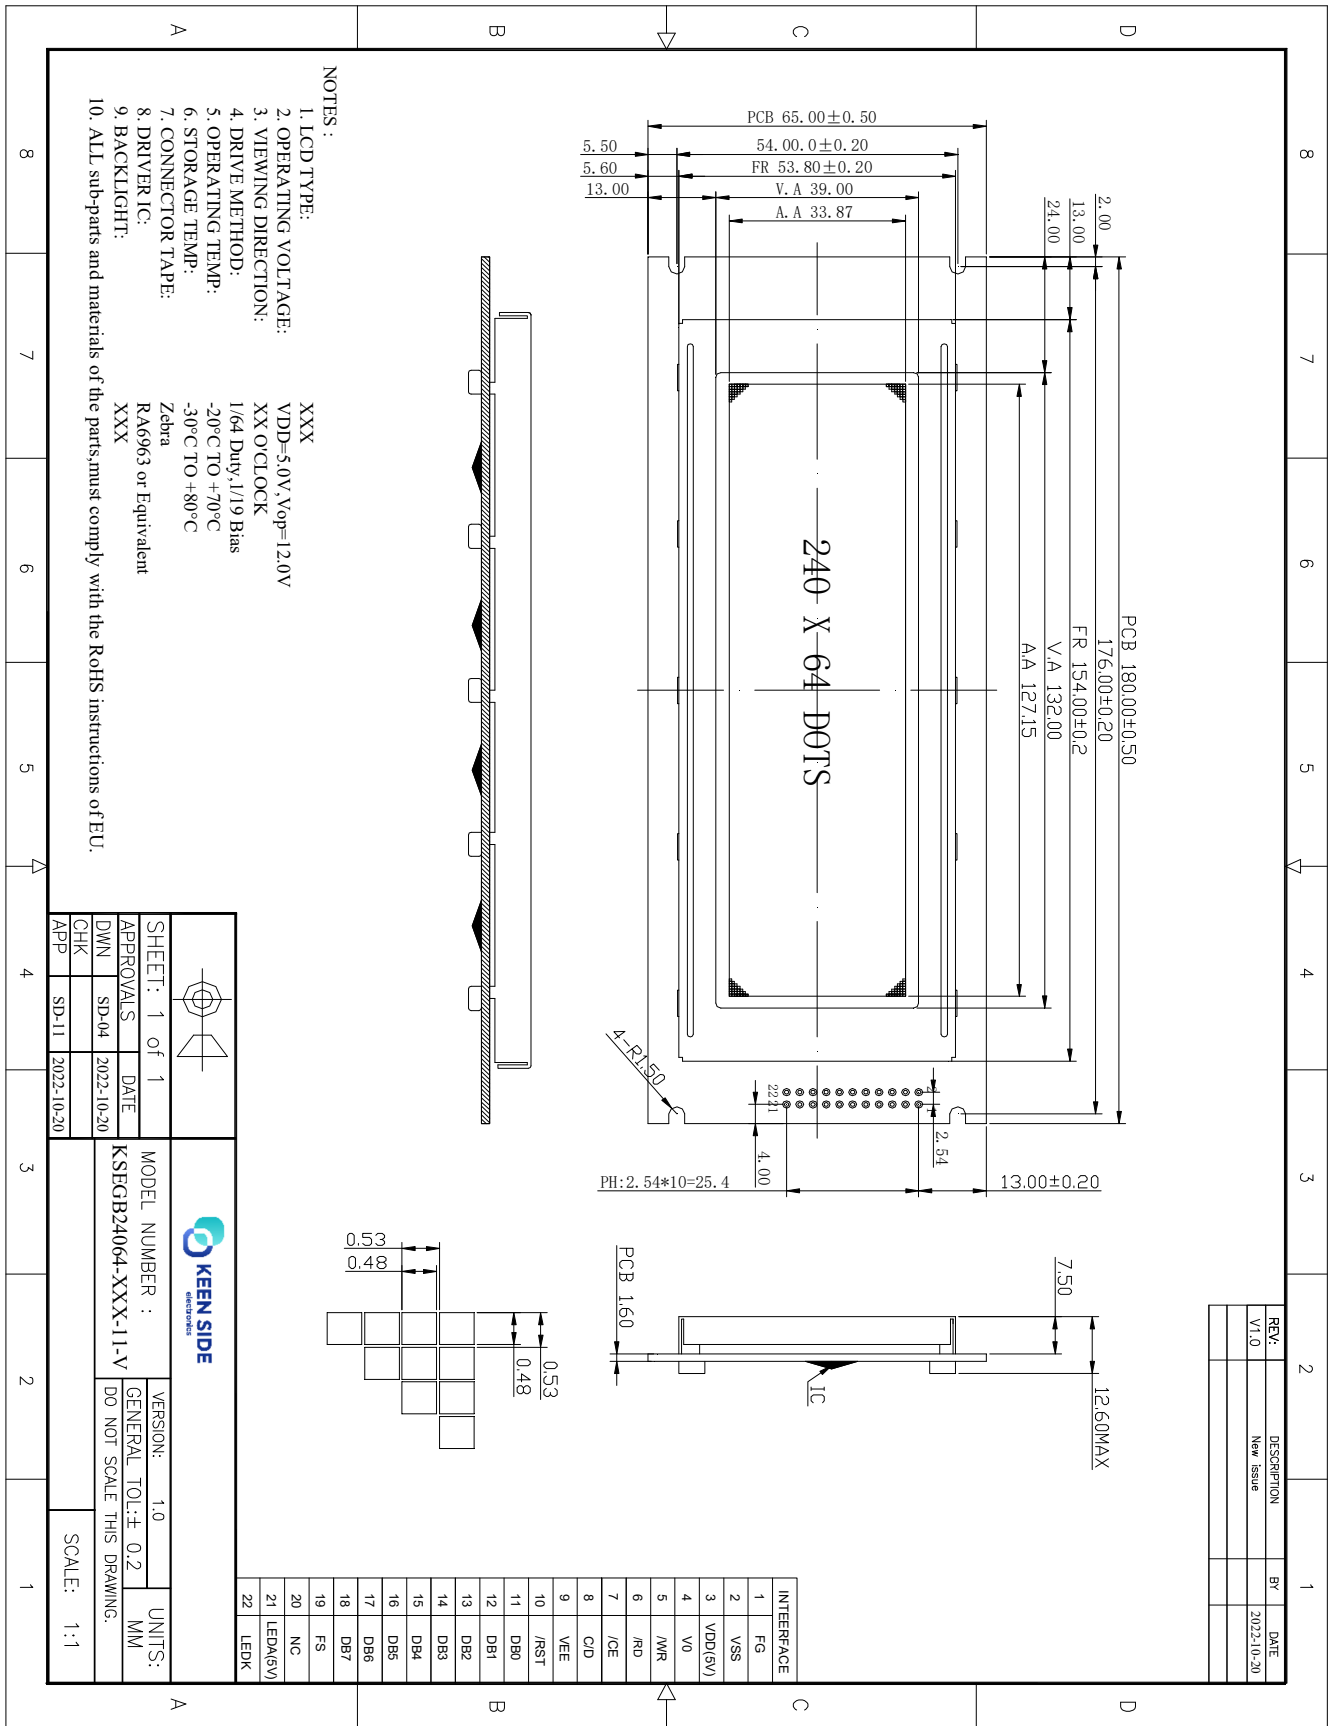 8
7
6
5
4
3
2
1
D
C
B
A
D
C
B
A
8
7
6
5
4
3
2
1
REV:
DESCRIPTION
BY
DATE
V1.0
New issue
2022-10-20
PCB 180.00±0.50
176.00±0.20
FR 154.00±0.2
V.A 132.00
A.A 127.15
2.00
13.00
24.00
PCB 65.00±0.50
54.00.0±0.20
FR 53.80±0.20
V.A 39.00
A.A 33.87
5.50
5.60
13.00
240 X 64 DOTS
2
1
22
21
4-R1.50
2.54
4.00
13.00±0.20
PH:2.54*10=25.4
7.50
12.60MAX
PCB 1.60
IC
0.53
0.48
0.53
0.48
NOTES :
1. LCD TYPE: XXX
2. OPERATING VOLTAGE: VDD=5.0V,Vop=12.0V
3. VIEWING DIRECTION: XX O'CLOCK
4. DRIVE METHOD: 1/64 Duty,1/19 Bias
5. OPERATING TEMP: -20°C TO +70°C
6. STORAGE TEMP: -30°C TO +80°C
7. CONNECTOR TAPE: Zebra
8. DRIVER IC: RA6963 or Equivalent
9. BACKLIGHT: XXX
10. ALL sub-parts and materials of the parts,must comply with the RoHS instructions of EU.
INTEERFACE
1 FG
2 VSS
3 VDD(5V)
4 V0
5 /WR
6 /RD
7 /CE
8 C/D
9 VEE
10 /RST
11 DB0
12 DB1
13 DB2
14 DB3
15 DB4
16 DB5
17 DB6
18 DB7
19 FS
20 NC
21 LEDA(5V)
22 LEDK
SHEET: 1 of 1
APPROVALS DATE
DWN SD-04 2022-10-20
CHK
APP SD-11 2022-10-20
KEEN SIDE
electronics
MODEL NUMBER :
KSEGB24064-XXX-11-V
VERSION: 1.0
GENERAL TOL:± 0.2
DO NOT SCALE THIS DRAWING.
UNITS:
MM
SCALE: 1:1